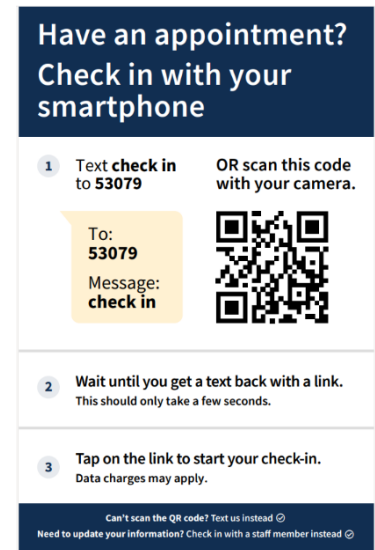 Have an appointment?
Check in with your
smartphone
1
Text check in
to 53079
OR scan this code
with your camera.
To:
53079
Message:
check in
2
Wait until you get a text back with a link.
This should only take a few seconds.
3
Tap on the link to start your check-in.
Data charges may apply.
Can't scan the QR code? Text us instead
Need to update your information? Check in with a staff member instead